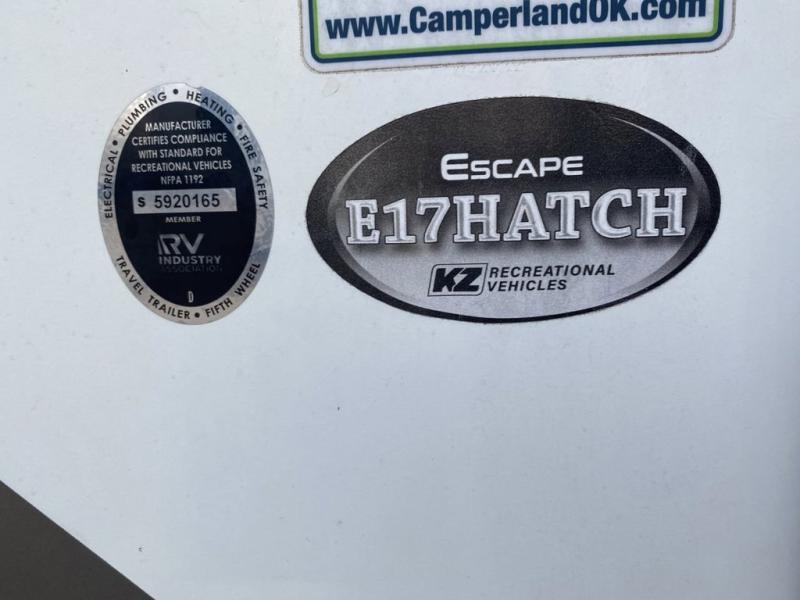 www.CamperlandOK.com
ELECTRICAL • PLUMBING • HEATING • FIRE SAFETY
MANUFACTURER
CERTIFIES COMPLIANCE
WITH STANDARD FOR
RECREATIONAL VEHICLES
NFPA 1192
S 5920165
MEMBER
RV
INDUSTRY
ASSOCIATION
D
TRAVEL TRAILER • FIFTH WHEEL
ESCAPE
E17HATCH
KZ RECREATIONAL
VEHICLES